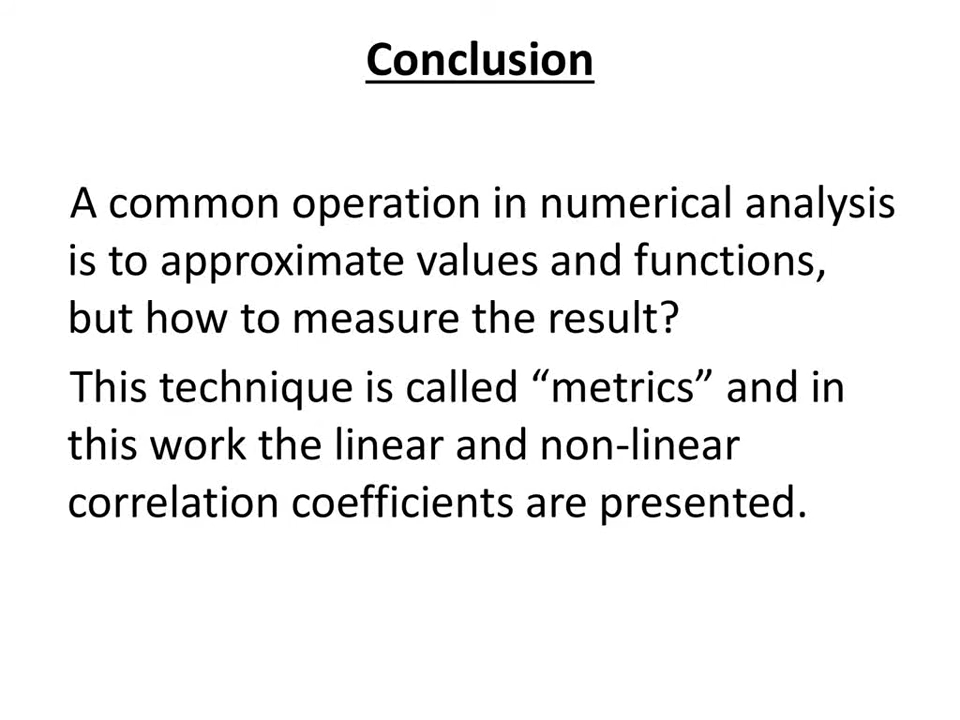 Conclusion
A common operation in numerical analysis
is to approximate values and functions,
but how to measure the result?
This technique is called “metrics” and in
this work the linear and non-linear
correlation coefficients are presented.